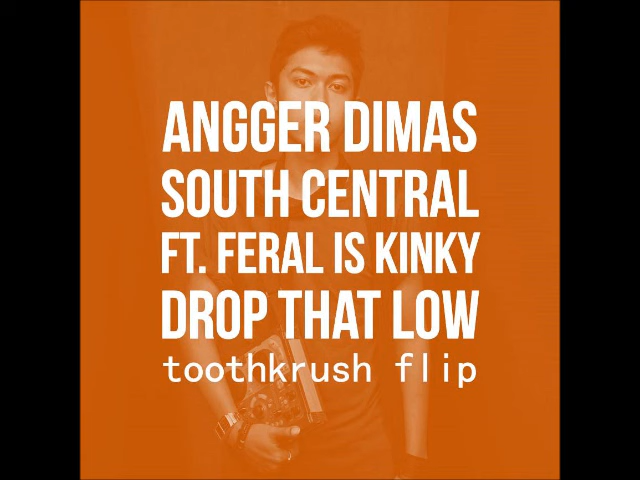 ANGGER DIMAS
SOUTH CENTRAL
FT. FERAL IS KINKY
DROP THAT LOW
toothkrush flip